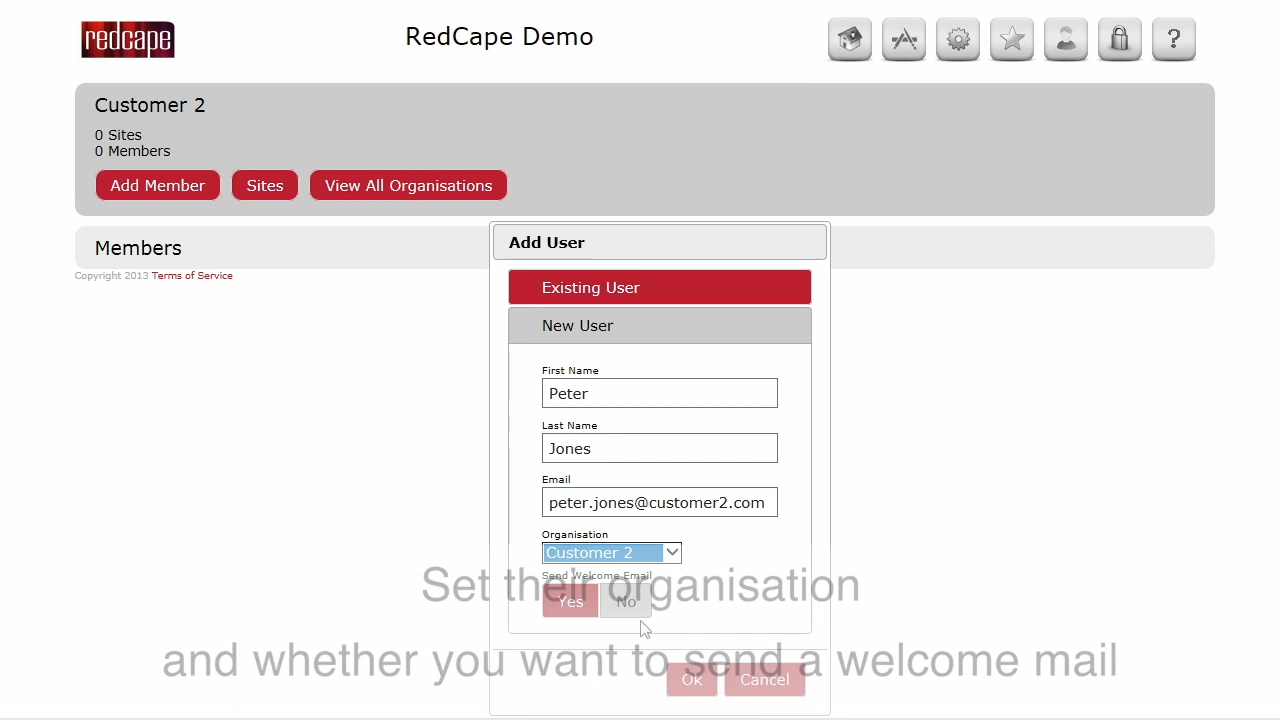 redcape
RedCape Demo
?
Customer 2
0 Sites
0 Members
Add Member
Sites
View All Organisations
Members
Copyright 2013 Terms of Service
Add User
Existing User
New User
First Name
Peter
Last Name
Jones
Email
peter.jones@customer2.com
Organisation
Customer 2
Send Welcome Email
Yes
No
Set their organisation
and whether you want to send a welcome mail
Ok
Cancel